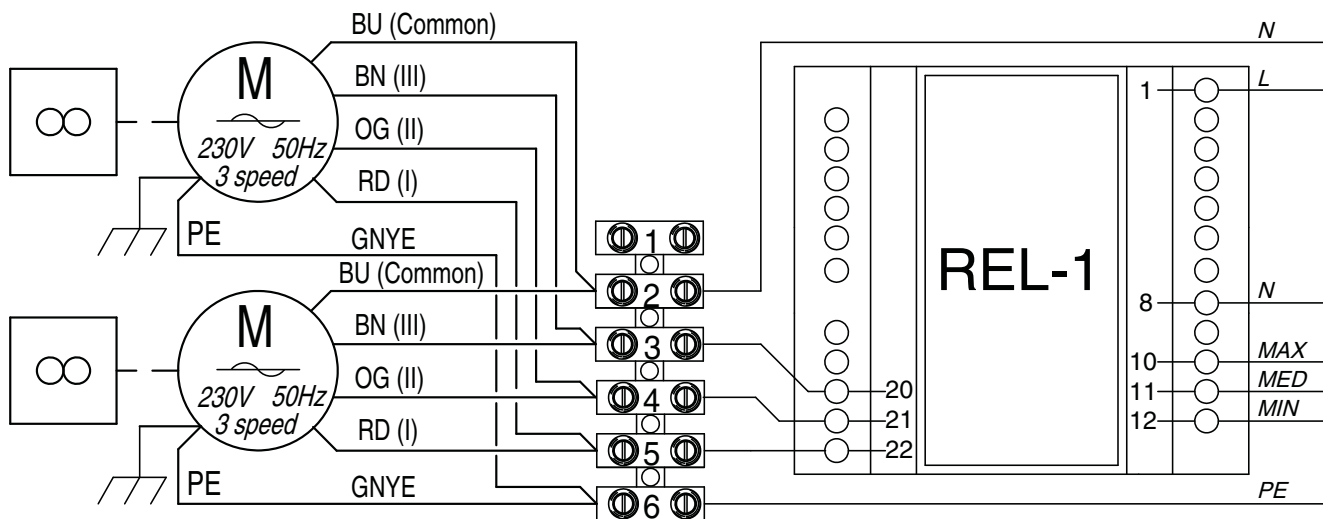 BU (Common)
BN (III)
OG (II)
RD (I)
PE
GNYE
M
230V 50Hz
3 speed
BU (Common)
BN (III)
OG (II)
RD (I)
PE
GNYE
M
230V 50Hz
3 speed
1
2
3
4
5
6
20
21
22
REL-1
1
8
10
11
12
N
L
N
MAX
MED
MIN
PE